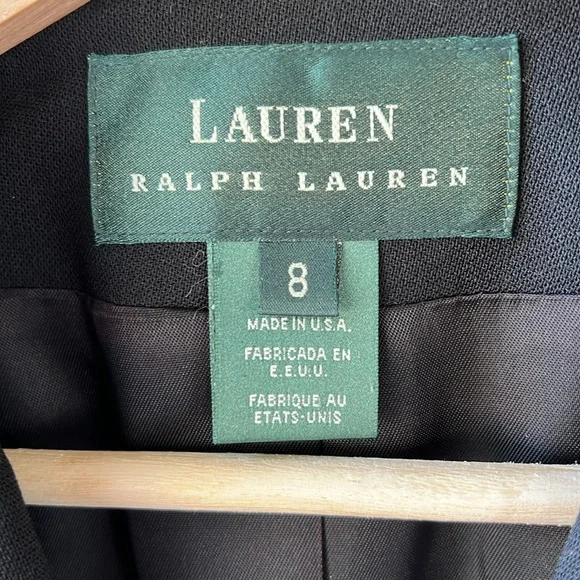 LAUREN
RALPH LAUREN
8
MADE IN U.S.A.
FABRICADA EN
E.E.U.U.
FABRIQUE AU
ETATS-UNIS